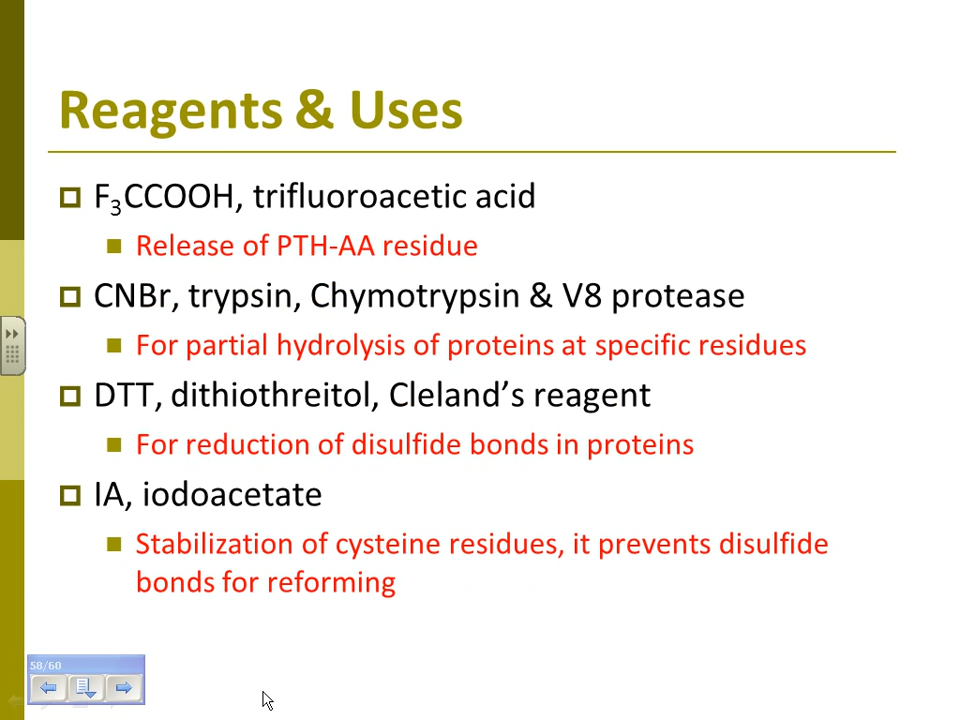 Reagents & Uses
F₃CCOOH, trifluoroacetic acid
Release of PTH-AA residue
CNBr, trypsin, Chymotrypsin & V8 protease
For partial hydrolysis of proteins at specific residues
DTT, dithiothreitol, Cleland’s reagent
For reduction of disulfide bonds in proteins
IA, iodoacetate
Stabilization of cysteine residues, it prevents disulfide
bonds for reforming
58/60